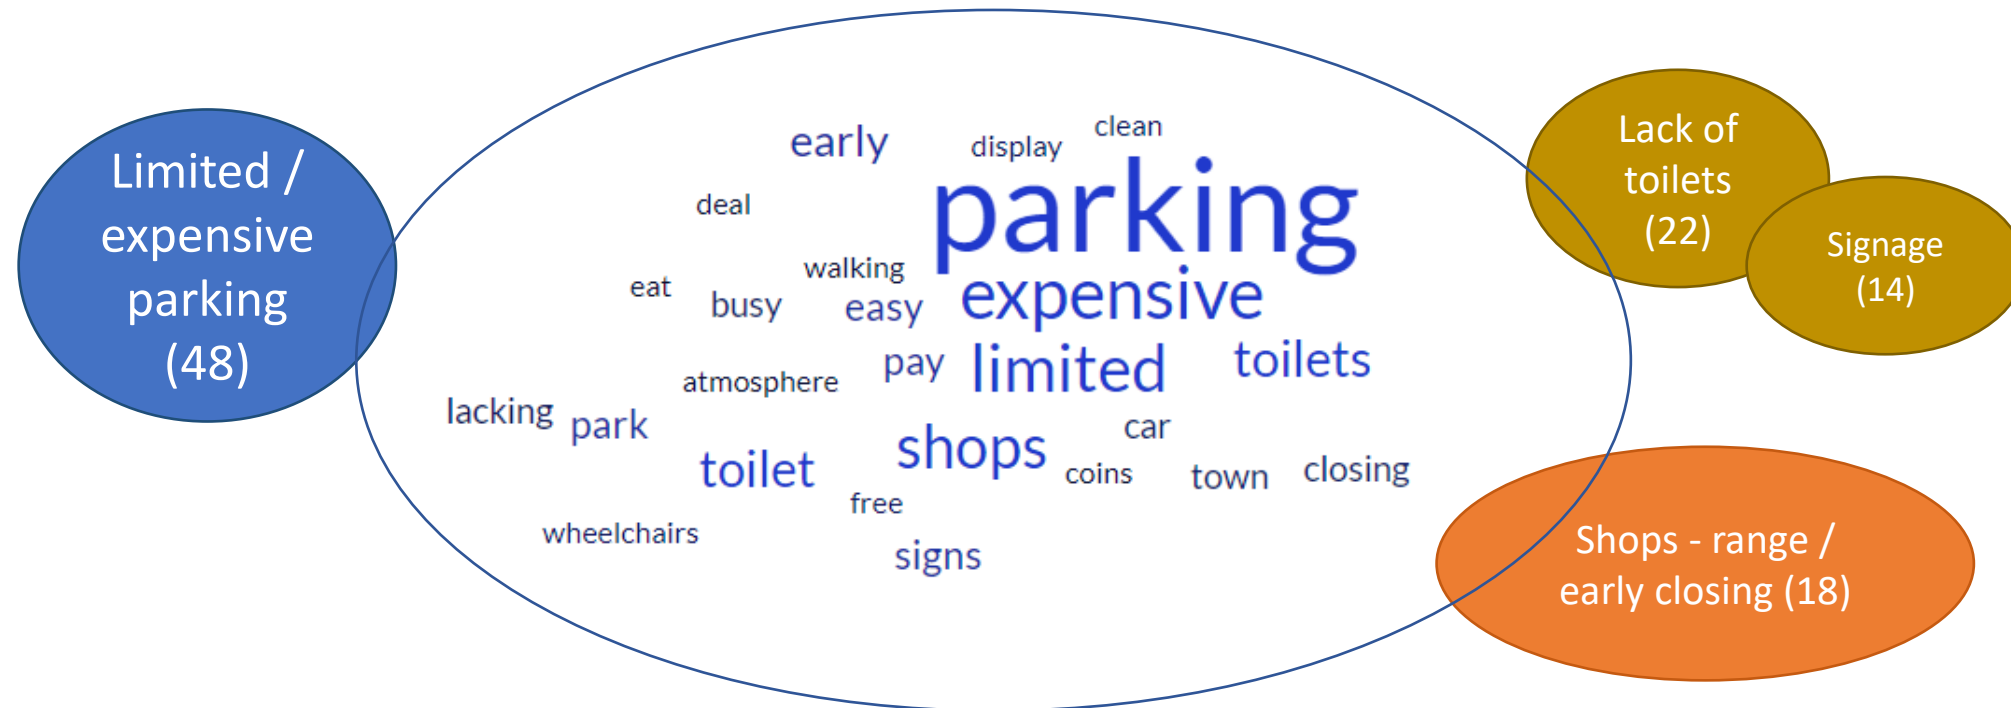 Limited /
expensive
parking
(48)
early
display
clean
parking
deal
walking
eat
busy
easy
expensive
pay
limited
toilets
atmosphere
lacking
park
car
shops
toilet
coins
town
closing
free
wheelchairs
signs
Lack of
toilets
(22)
Signage
(14)
Shops - range /
early closing (18)